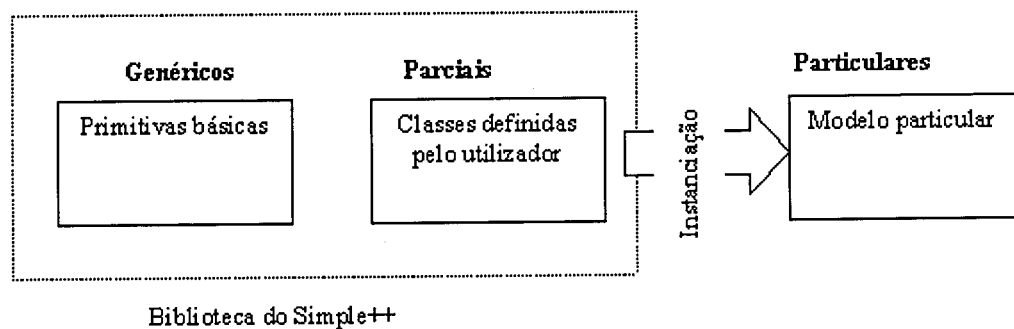 Genéricos
Primitivas básicas
Parciais
Classes definidas
pelo utilizador
Instanciação
Particulares
Modelo particular
Biblioteca do Simple++